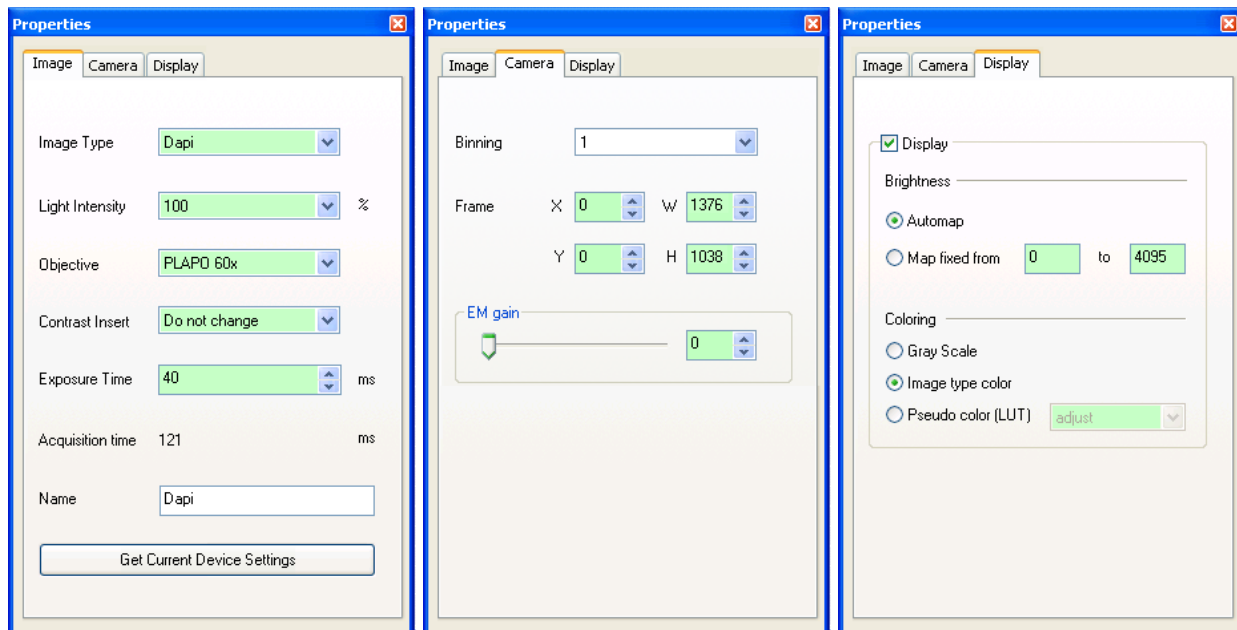 Properties
Image Camera Display
Image Type Dapi
Light Intensity 100 %
Objective PLAPO 60x
Contrast Insert Do not change
Exposure Time 40 ms
Acquisition time 121 ms
Name Dapi
Get Current Device Settings
Properties
Image Camera Display
Binning 1
Frame X 0 W 1376
Y 0 H 1038
EM gain
0
Properties
Image Camera Display
Display
Brightness
Automap
Map fixed from 0 to 4095
Coloring
Gray Scale
Image type color
Pseudo color (LUT) adjust